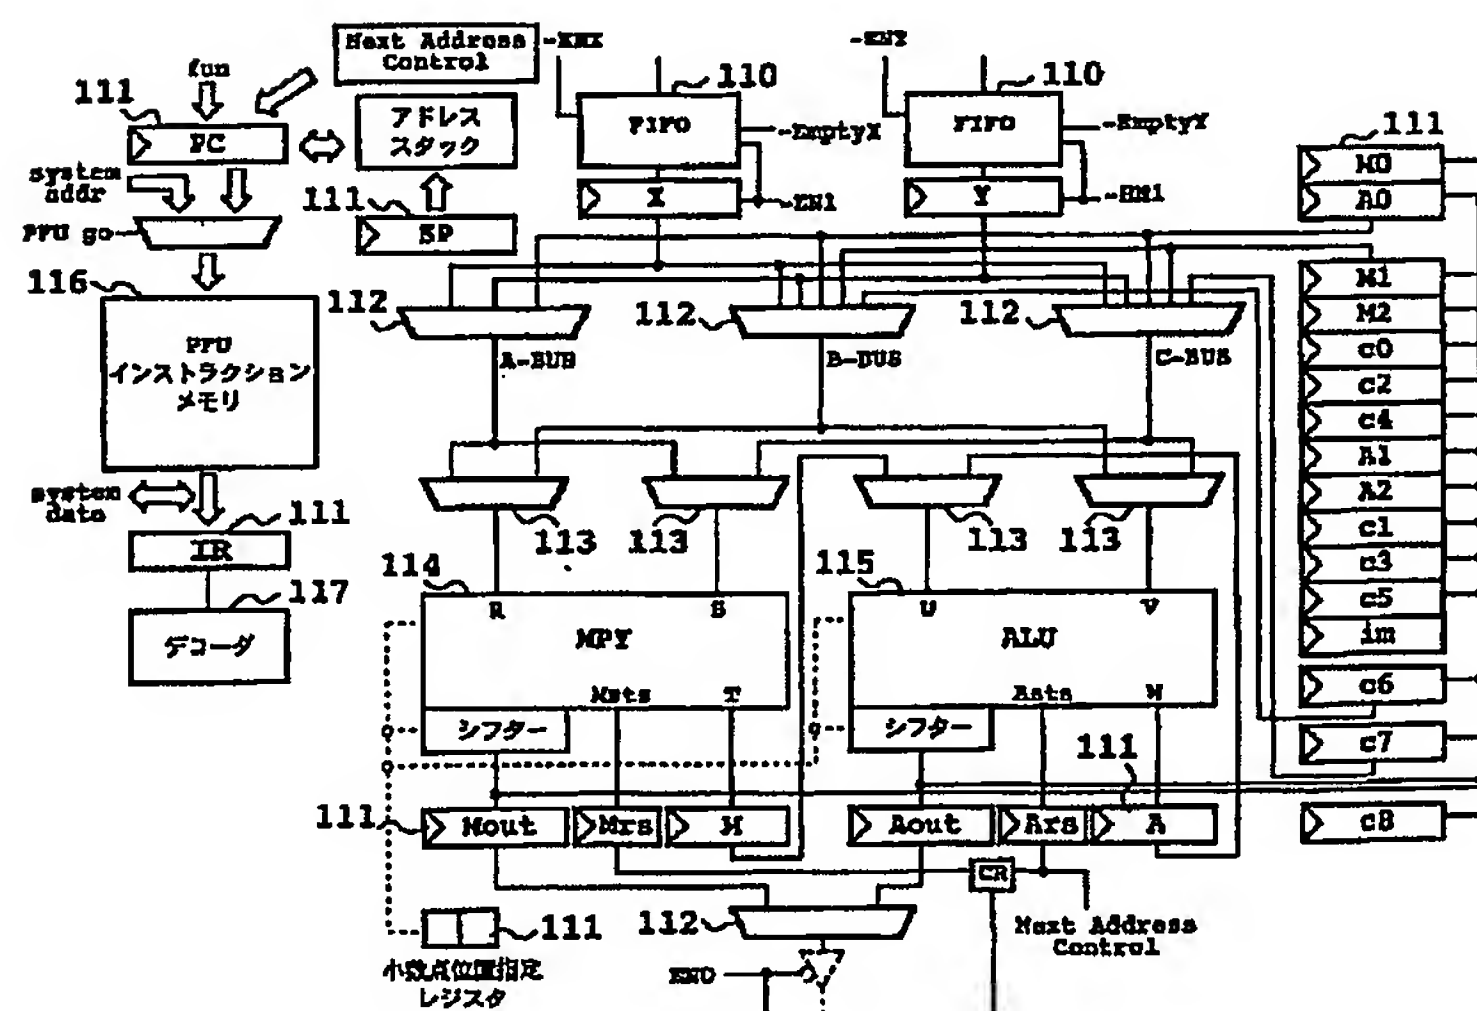 Next Address
Control
-ENX
-ENY
fun
111
110
110
PC
アドレス
スタック
FIFO
FIFO
-EmptyX
-EmptyY
111
M0
A0
system
addr
111
SP
X
-EN1
Y
-EN1
PFU go
116
112
112
112
A-BUS
B-BUS
C-BUS
PFU
インストラクション
メモリ
M1
M2
c0
c2
c4
A1
A2
c1
c3
c5
im
c6
c7
c8
system
data
111
IR
117
デコーダ
113
113
113
113
114
115
R
S
MPY
Msts
T
シフター
U
V
ALU
Asts
W
シフター
111
111
Mout
Mrs
M
Aout
Ars
A
CR
112
111
Next Address
Control
小数点位置指定
レジスタ
ENO